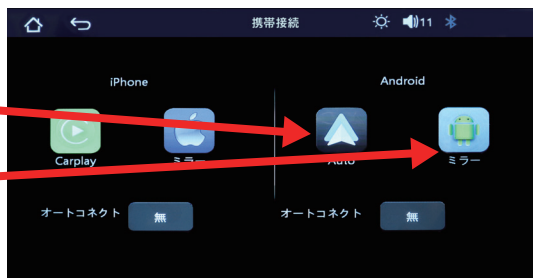 携帯接続
11
iPhone
Android
Carplay
ミラー
Auto
ミラー
オートコネクト
無
オートコネクト
無